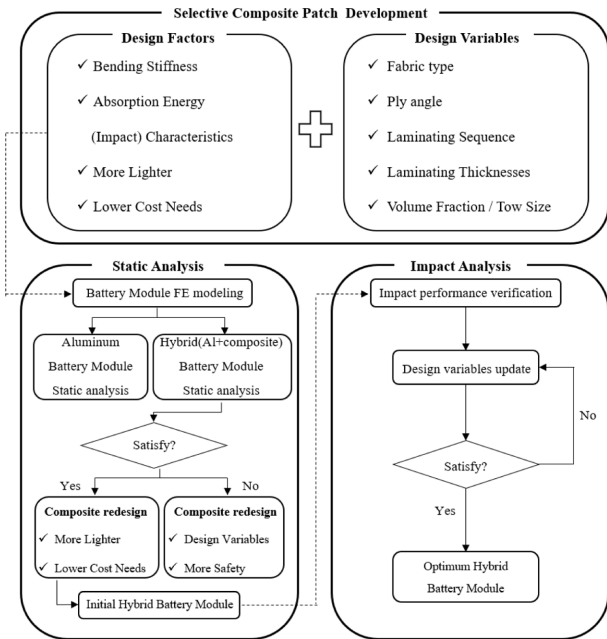 Selective Composite Patch Development
Design Factors
✓ Bending Stiffness
✓ Absorption Energy
(Impact) Characteristics
✓ More Lighter
✓ Lower Cost Needs
Design Variables
✓ Fabric type
✓ Ply angle
✓ Laminating Sequence
✓ Laminating Thicknesses
✓ Volume Fraction / Tow Size
Static Analysis
Battery Module FE modeling
Aluminum
Battery Module
Static analysis
Hybrid(Al+composite)
Battery Module
Static analysis
Satisfy?
Yes
No
Composite redesign
✓ More Lighter
✓ Lower Cost Needs
Composite redesign
✓ Design Variables
✓ More Safety
Initial Hybrid Battery Module
Impact Analysis
Impact performance verification
Design variables update
No
Satisfy?
Yes
Optimum Hybrid
Battery Module